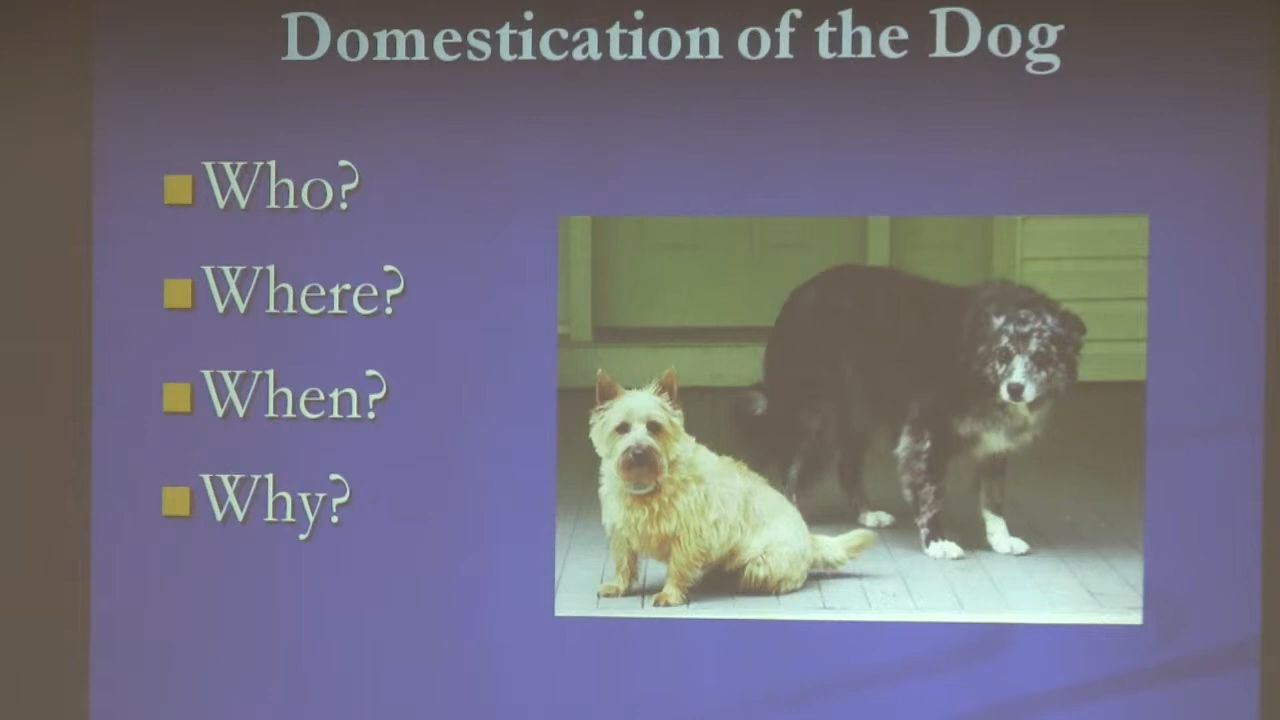 Domestication of the Dog
Who?
Where?
When?
Why?